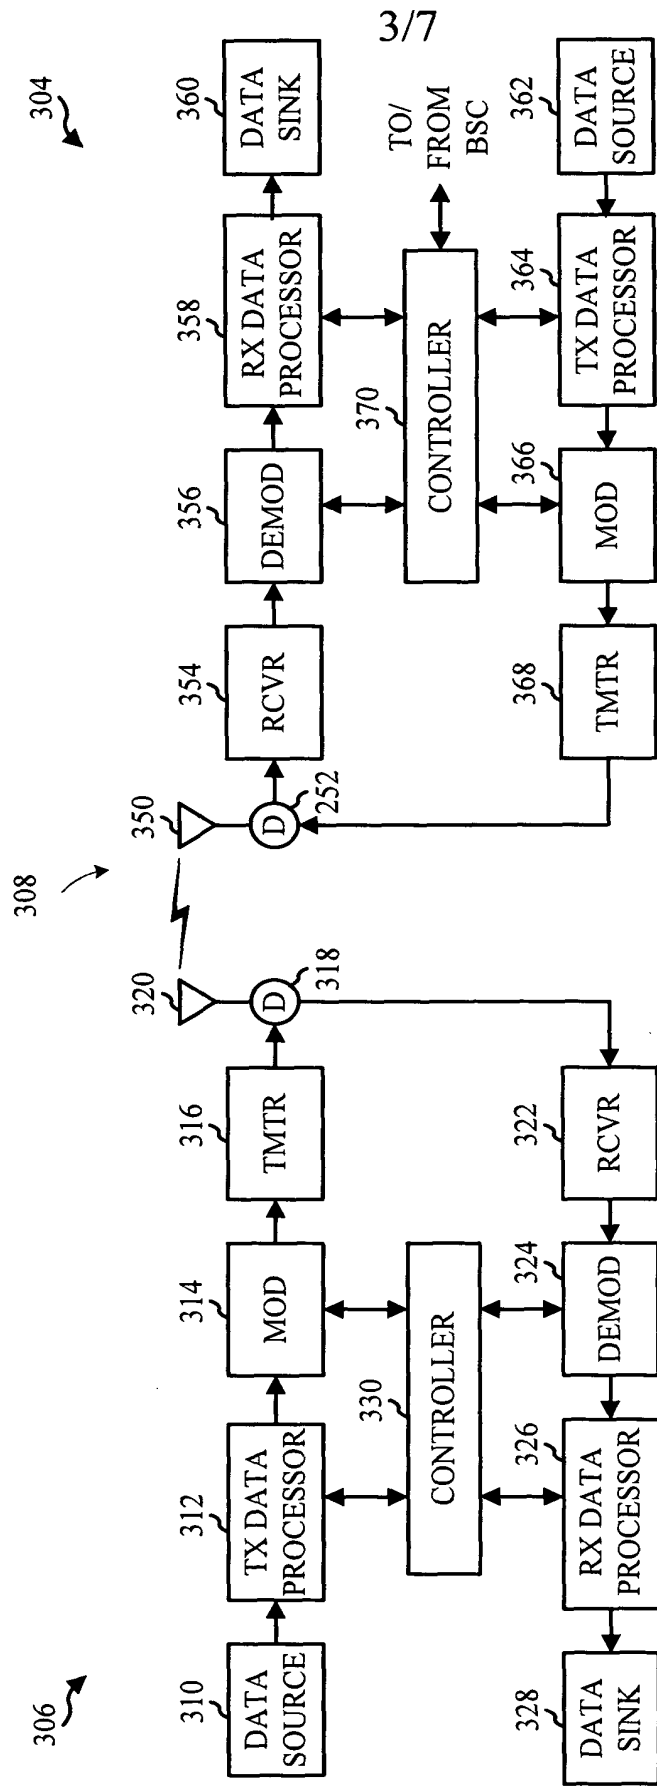 3/7
306
310
DATA
SOURCE
312
TX DATA
PROCESSOR
314
MOD
316
TMTR
320
D
318
308
350
D
252
354
RCVR
356
DEMOD
358
RX DATA
PROCESSOR
360
DATA
SINK
304
330
CONTROLLER
370
CONTROLLER
TO/
FROM
BSC
328
DATA
SINK
326
RX DATA
PROCESSOR
324
DEMOD
322
RCVR
368
TMTR
366
MOD
364
TX DATA
PROCESSOR
362
DATA
SOURCE